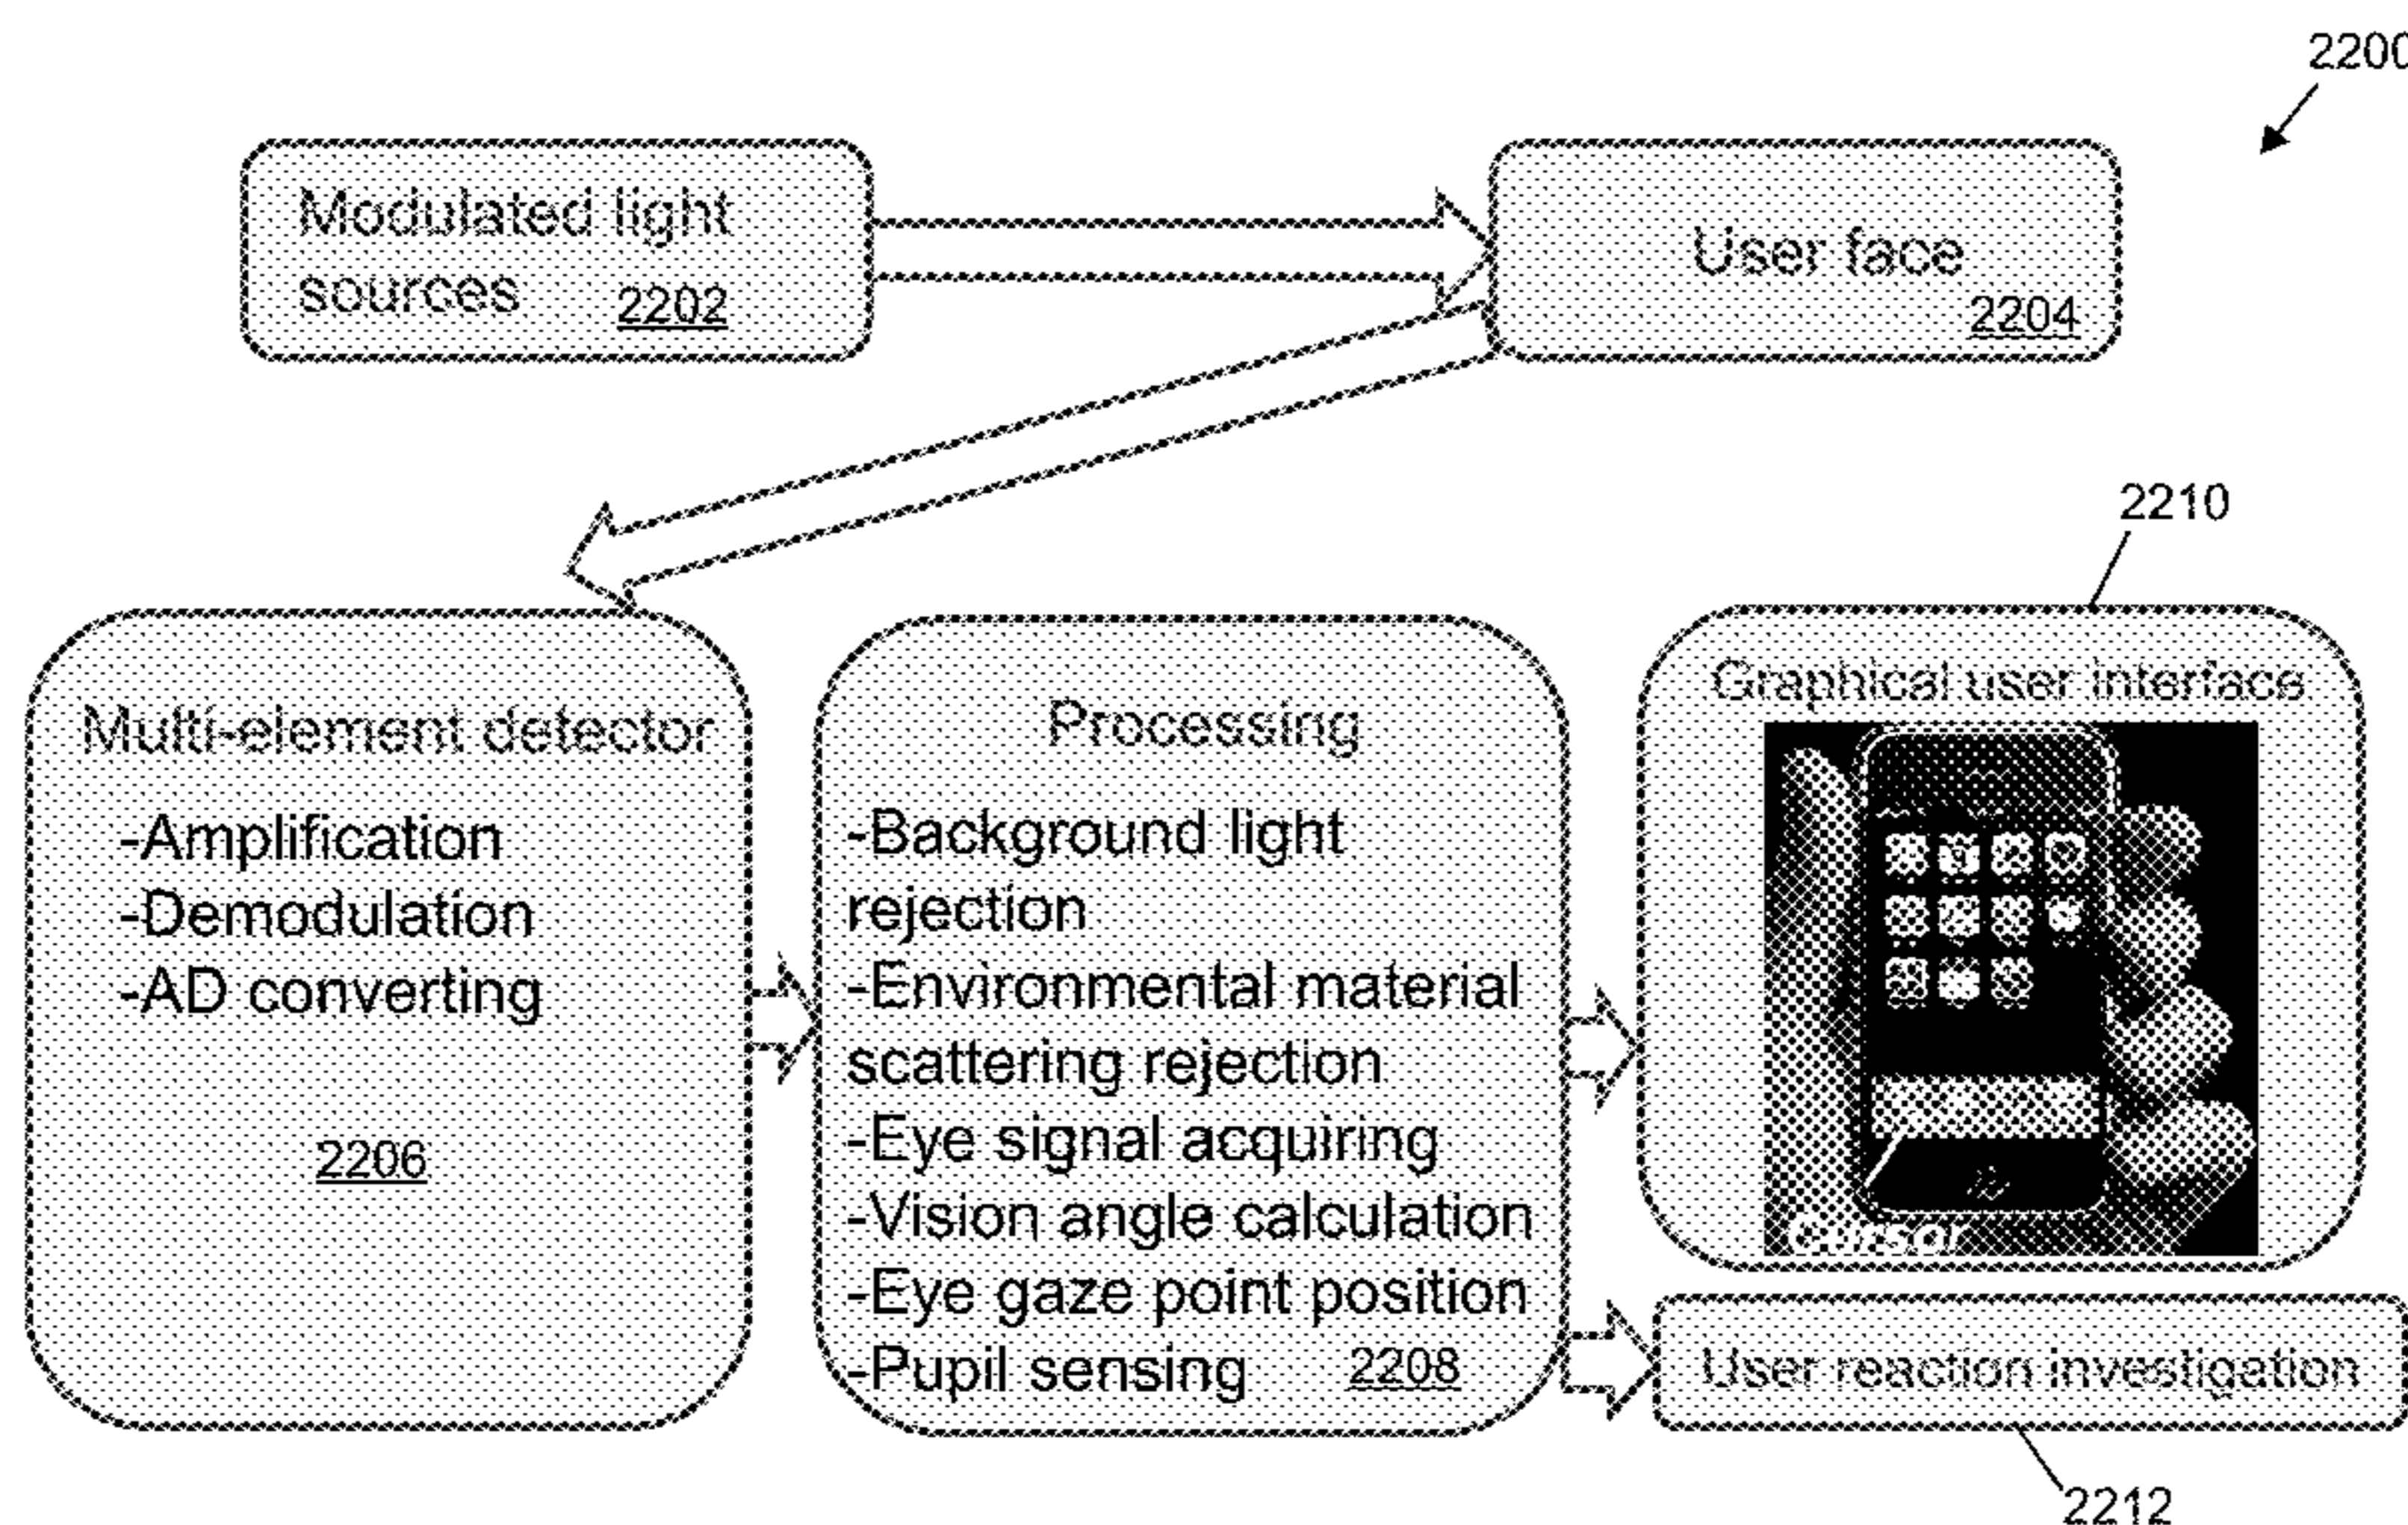 2200
Modulated light
sources 2202
User face
2204
2210
Multi-element detector
-Amplification
-Demodulation
-AD converting
2206
Processing
-Background light
rejection
-Environmental material
scattering rejection
-Eye signal acquiring
-Vision angle calculation
-Eye gaze point position
-Pupil sensing 2208
Graphical user interface
Cursor
User reaction investigation
2212